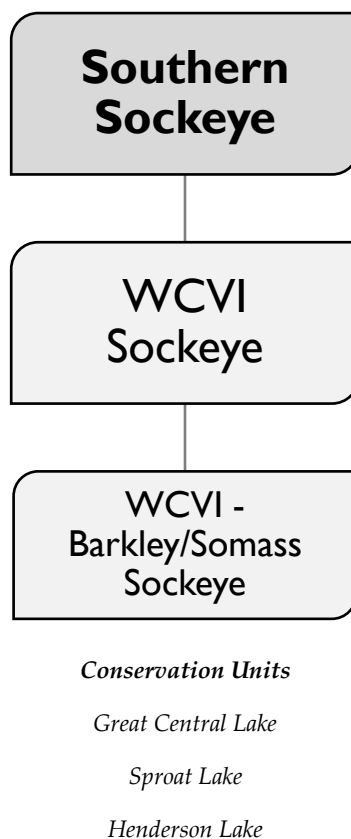 Southern
Sockeye
WCVI
Sockeye
WCVI -
Barkley/Somass
Sockeye
Conservation Units
Great Central Lake
Sproat Lake
Henderson Lake